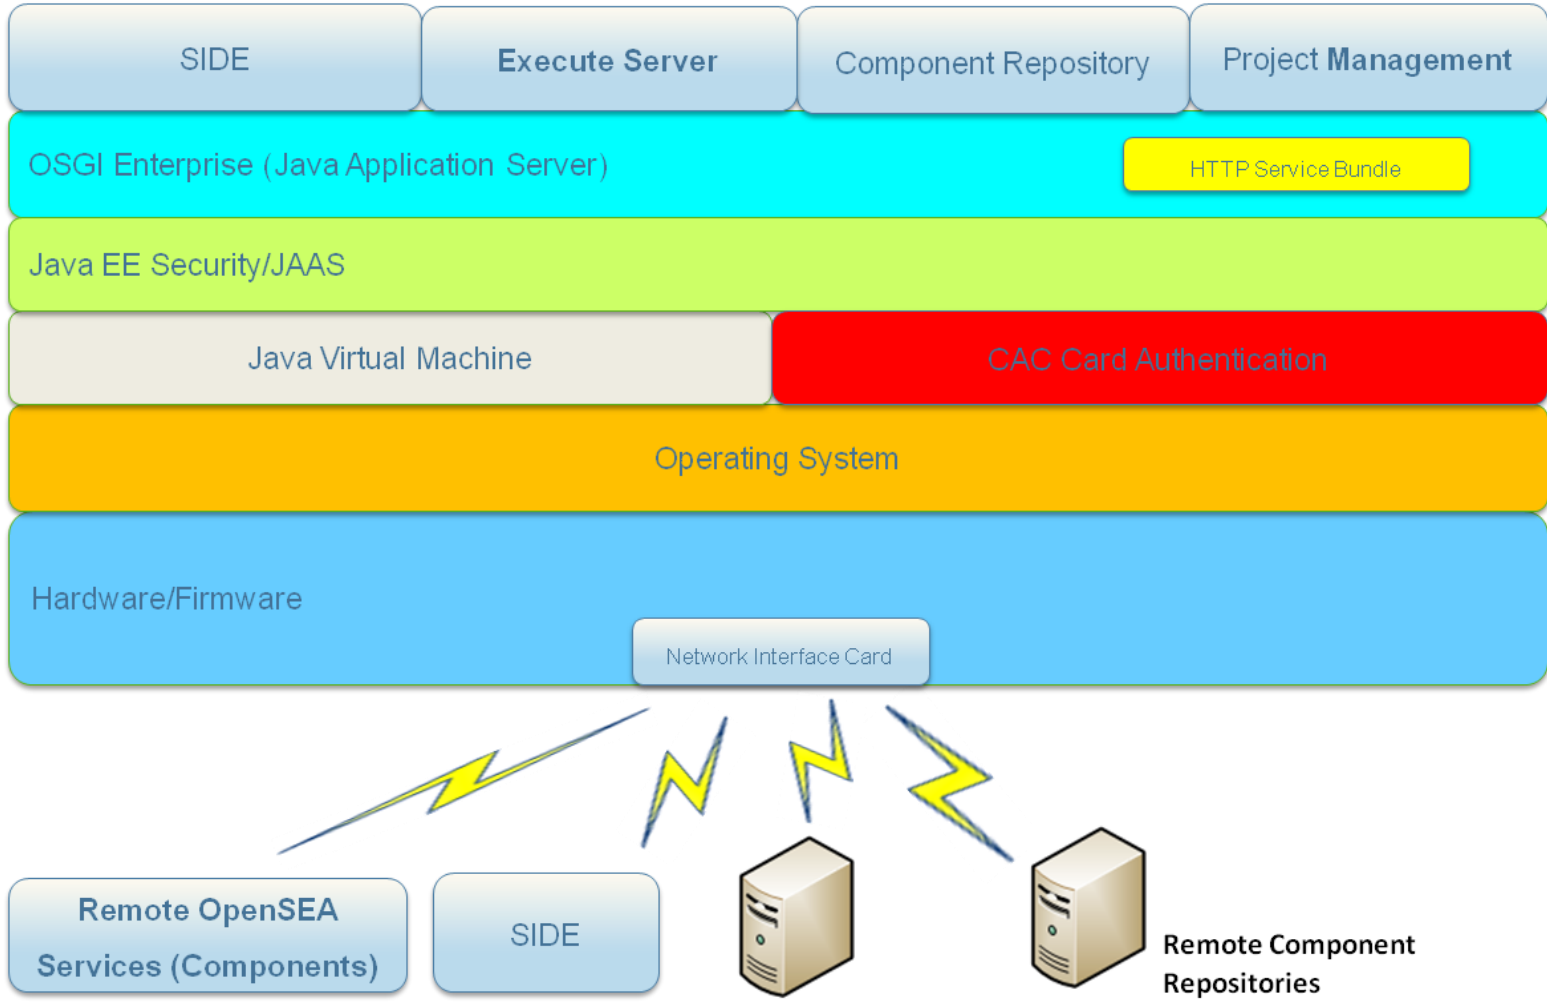 SIDE
Execute Server
Component Repository
Project Management
OSGI Enterprise (Java Application Server)
HTTP Service Bundle
Java EE Security/JAAS
Java Virtual Machine
CAC Card Authentication
Operating System
Hardware/Firmware
Network Interface Card
Remote OpenSEA
Services (Components)
SIDE
Remote Component
Repositories